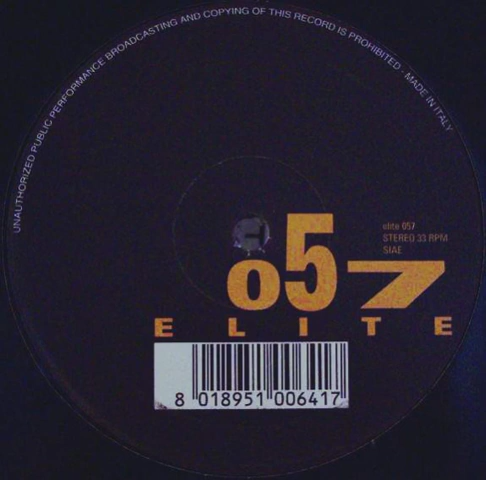 UNAUTHORIZED PUBLIC PERFORMANCE BROADCASTING AND COPYING OF THIS RECORD IS PROHIBITED - MADE IN ITALY
elite 057
STEREO 33 RPM
SIAE
057
ELITE
8 018951 006417